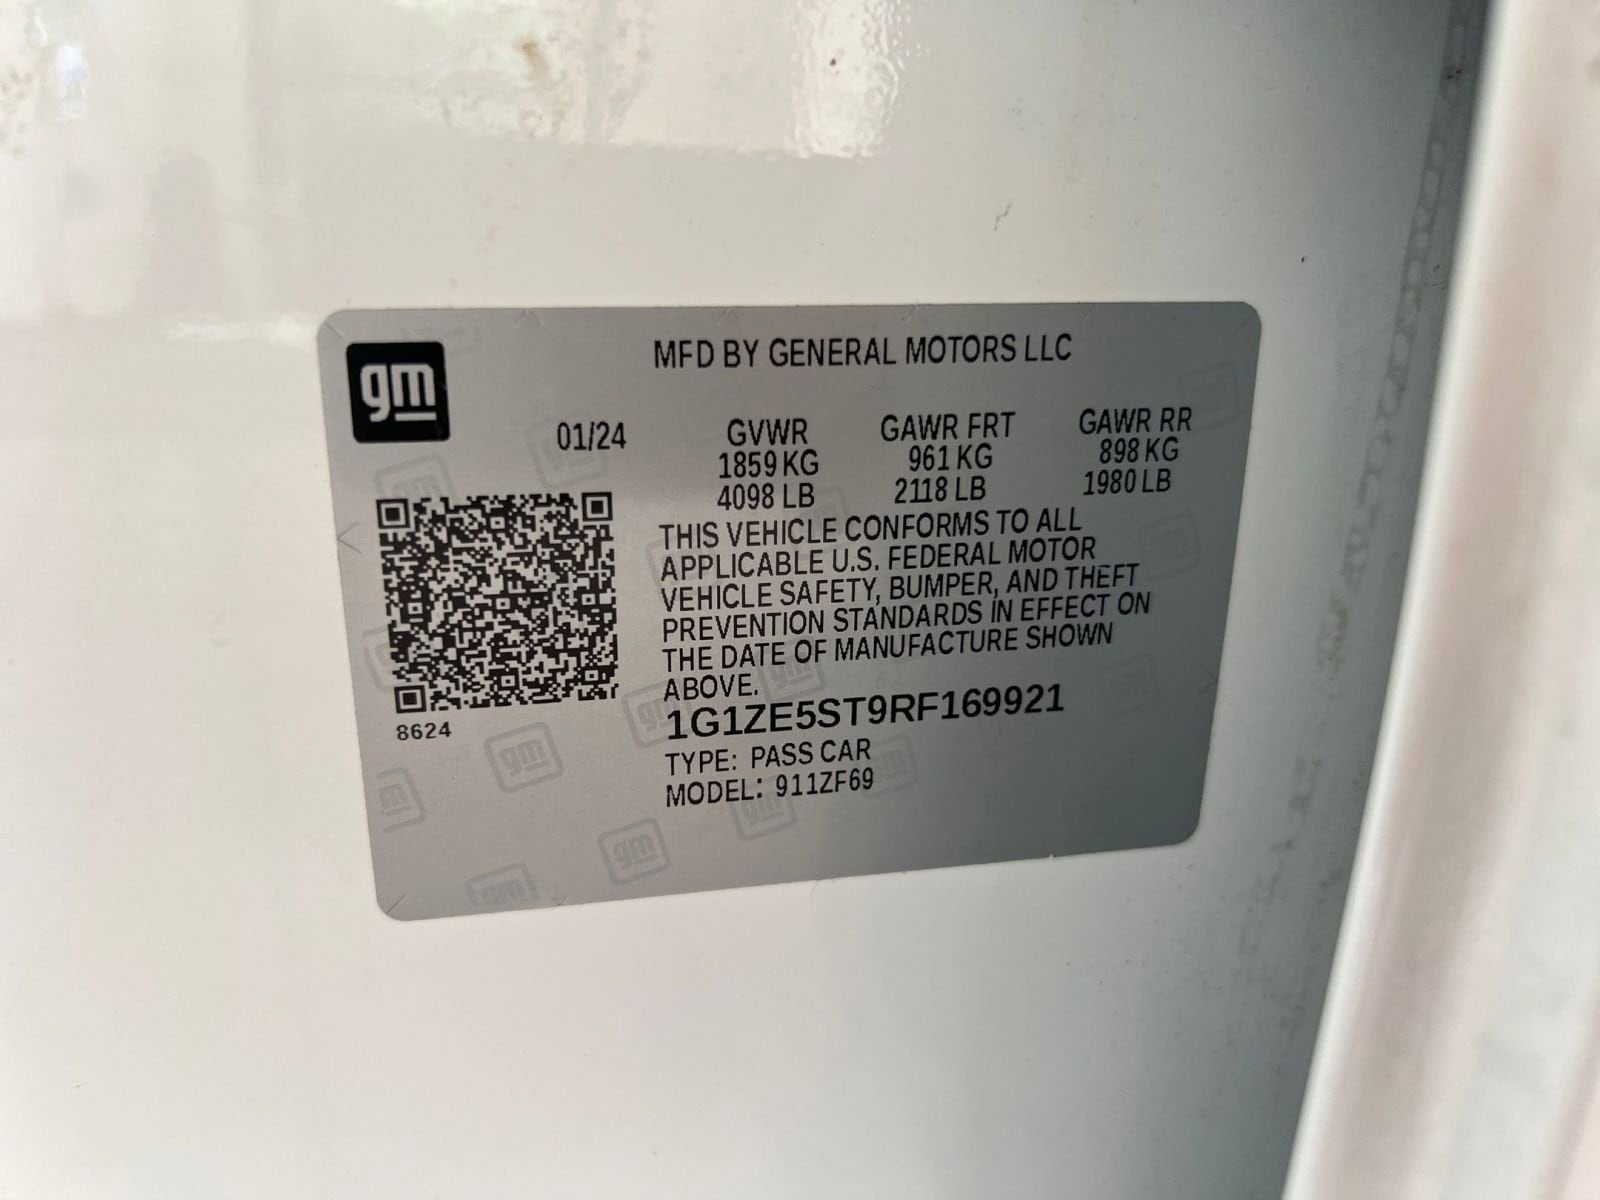 gm
MFD BY GENERAL MOTORS LLC
01/24 GVWR GAWR FRT GAWR RR
1859 KG 961 KG 898 KG
4098 LB 2118 LB 1980 LB
THIS VEHICLE CONFORMS TO ALL
APPLICABLE U.S. FEDERAL MOTOR
VEHICLE SAFETY, BUMPER, AND THEFT
PREVENTION STANDARDS IN EFFECT ON
THE DATE OF MANUFACTURE SHOWN
ABOVE.
1G1ZE5ST9RF169921
8624
TYPE: PASS CAR
MODEL: 911ZF69